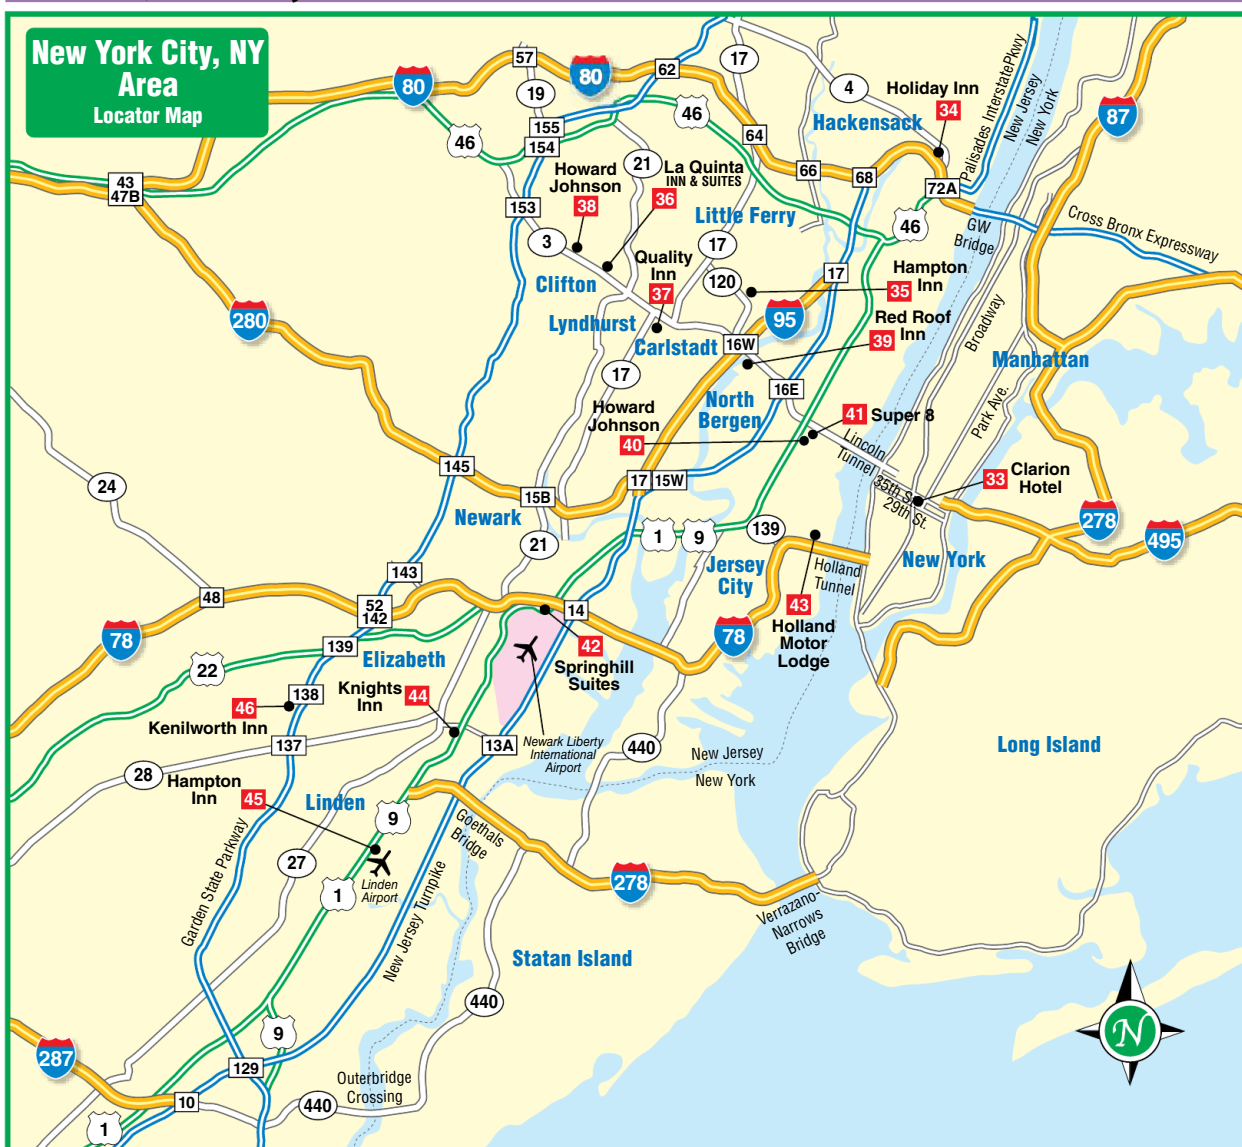 New York City, NY
Area
Locator Map
57
80
80
62
17
19
4
Holiday Inn
34
Palisades Interstate Pkwy
New Jersey
New York
87
46
46
155
154
64
Hackensack
43
47B
Howard
Johnson
38
21
La Quinta
INN & SUITES
36
66
68
72A
153
Little Ferry
46
GW
Bridge
Cross Bronx Expressway
3
17
Quality
Inn
37
Clifton
120
17
Hampton
Inn
35
280
Lyndhurst
95
Red Roof
Inn
39
Broadway
Carlstadt
16W
Manhattan
17
16E
North
Bergen
Park Ave.
Howard
Johnson
40
41
Super 8
Lincoln
Tunnel
145
17
15W
33
Clarion
Hotel
24
15B
35th St.
29th St.
Newark
278
495
21
1
9
139
Jersey
City
Holland
Tunnel
New York
143
48
52
142
14
43
Holland
Motor
Lodge
78
78
139
42
Springhill
Suites
Elizabeth
22
138
Knights
Inn
44
46
Kenilworth Inn
137
13A
Newark Liberty
International
Airport
440
New Jersey
New York
Long Island
28
Hampton
Inn
45
Linden
9
Goethals
Bridge
27
Linden
Airport
278
1
Garden State Parkway
New Jersey Turnpike
Verrazano-
Narrows
Bridge
Statan Island
440
9
N
287
129
Outerbridge
Crossing
10
440
1